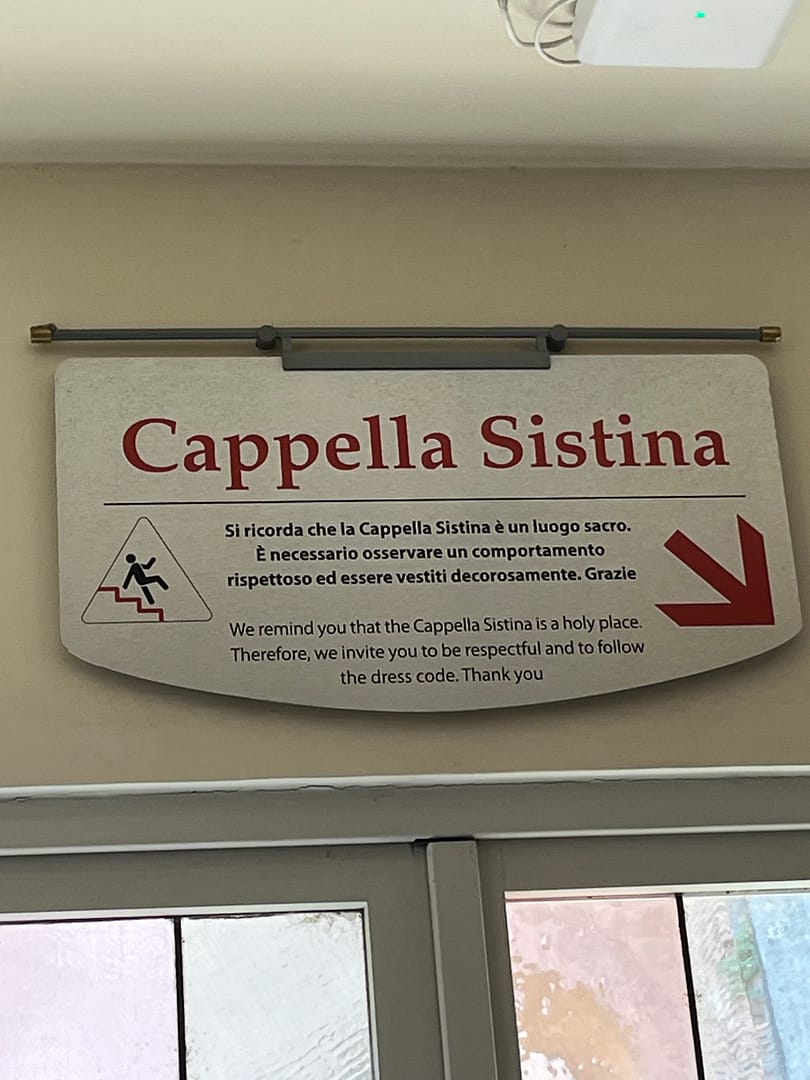 Cappella Sistina
Si ricorda che la Cappella Sistina è un luogo sacro.
È necessario osservare un comportamento
rispettoso ed essere vestiti decorosamente. Grazie
We remind you that the Cappella Sistina is a holy place.
Therefore, we invite you to be respectful and to follow
the dress code. Thank you